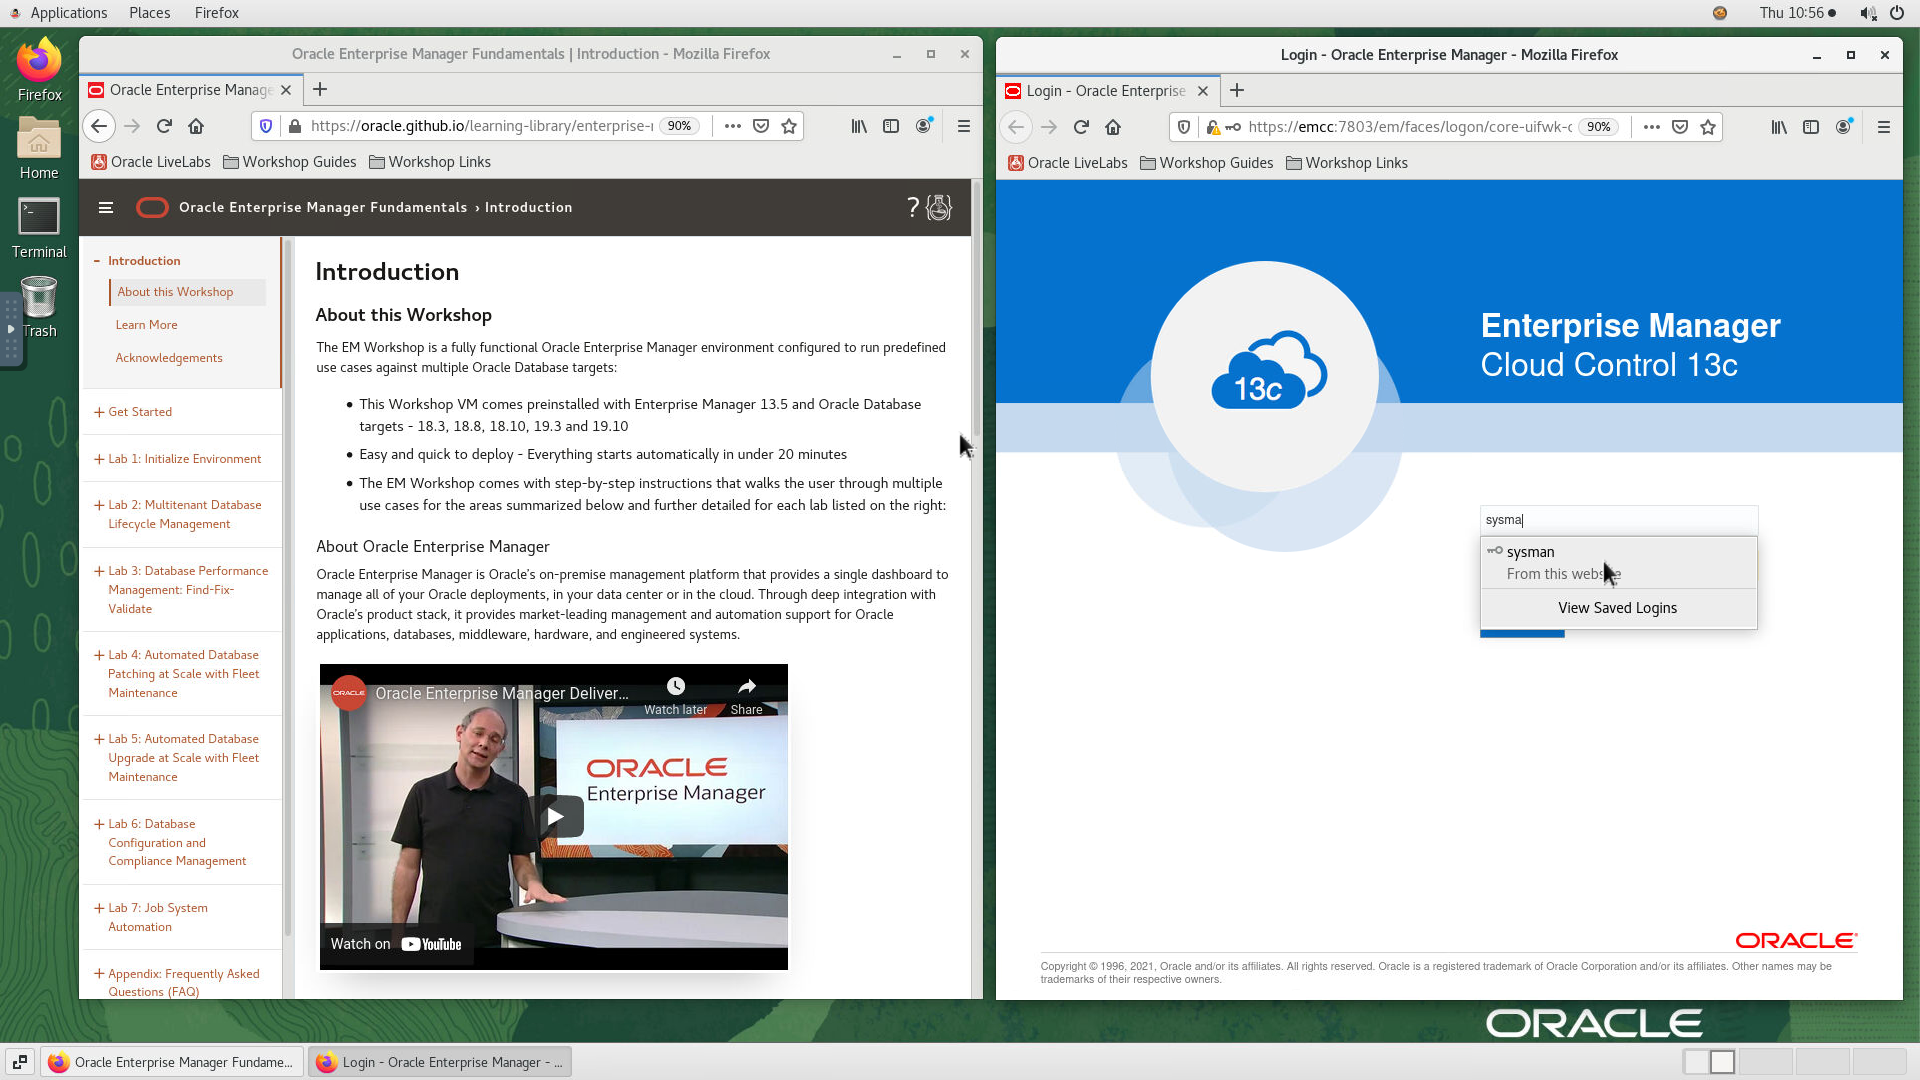 Applications Places Firefox
Thu 10:56
Firefox
Home
Terminal
Trash
Oracle Enterprise Manager Fundamentals | Introduction - Mozilla Firefox
Oracle Enterprise Manage
https://oracle.github.io/learning-library/enterprise-
90%
Oracle LiveLabs Workshop Guides Workshop Links
Oracle Enterprise Manager Fundamentals › Introduction
?
- Introduction
About this Workshop
Learn More
Acknowledgements
+ Get Started
+ Lab 1: Initialize Environment
+ Lab 2: Multitenant Database
Lifecycle Management
+ Lab 3: Database Performance
Management: Find-Fix-
Validate
+ Lab 4: Automated Database
Patching at Scale with Fleet
Maintenance
+ Lab 5: Automated Database
Upgrade at Scale with Fleet
Maintenance
+ Lab 6: Database
Configuration and
Compliance Management
+ Lab 7: Job System
Automation
+ Appendix: Frequently Asked
Questions (FAQ)
Introduction
About this Workshop
The EM Workshop is a fully functional Oracle Enterprise Manager environment configured to run predefined
use cases against multiple Oracle Database targets:
• This Workshop VM comes preinstalled with Enterprise Manager 13.5 and Oracle Database
targets - 18.3, 18.8, 18.10, 19.3 and 19.10
• Easy and quick to deploy - Everything starts automatically in under 20 minutes
• The EM Workshop comes with step-by-step instructions that walks the user through multiple
use cases for the areas summarized below and further detailed for each lab listed on the right:
About Oracle Enterprise Manager
Oracle Enterprise Manager is Oracle's on-premise management platform that provides a single dashboard to
manage all of your Oracle deployments, in your data center or in the cloud. Through deep integration with
Oracle's product stack, it provides market-leading management and automation support for Oracle
applications, databases, middleware, hardware, and engineered systems.
ORACLE
Oracle Enterprise Manager Deliver...
Watch later
Share
ORACLE
Enterprise Manager
Watch on YouTube
Login - Oracle Enterprise Manager - Mozilla Firefox
Login - Oracle Enterprise
https://emcc:7803/em/faces/logon/core-uifwk-c
90%
Oracle LiveLabs Workshop Guides Workshop Links
13c
Enterprise Manager
Cloud Control 13c
sysma
sysman
From this website
View Saved Logins
ORACLE
Copyright © 1996, 2021, Oracle and/or its affiliates. All rights reserved. Oracle is a registered trademark of Oracle Corporation and/or its affiliates. Other names may be
trademarks of their respective owners.
ORACLE
Oracle Enterprise Manager Fundame...
Login - Oracle Enterprise Manager - ...